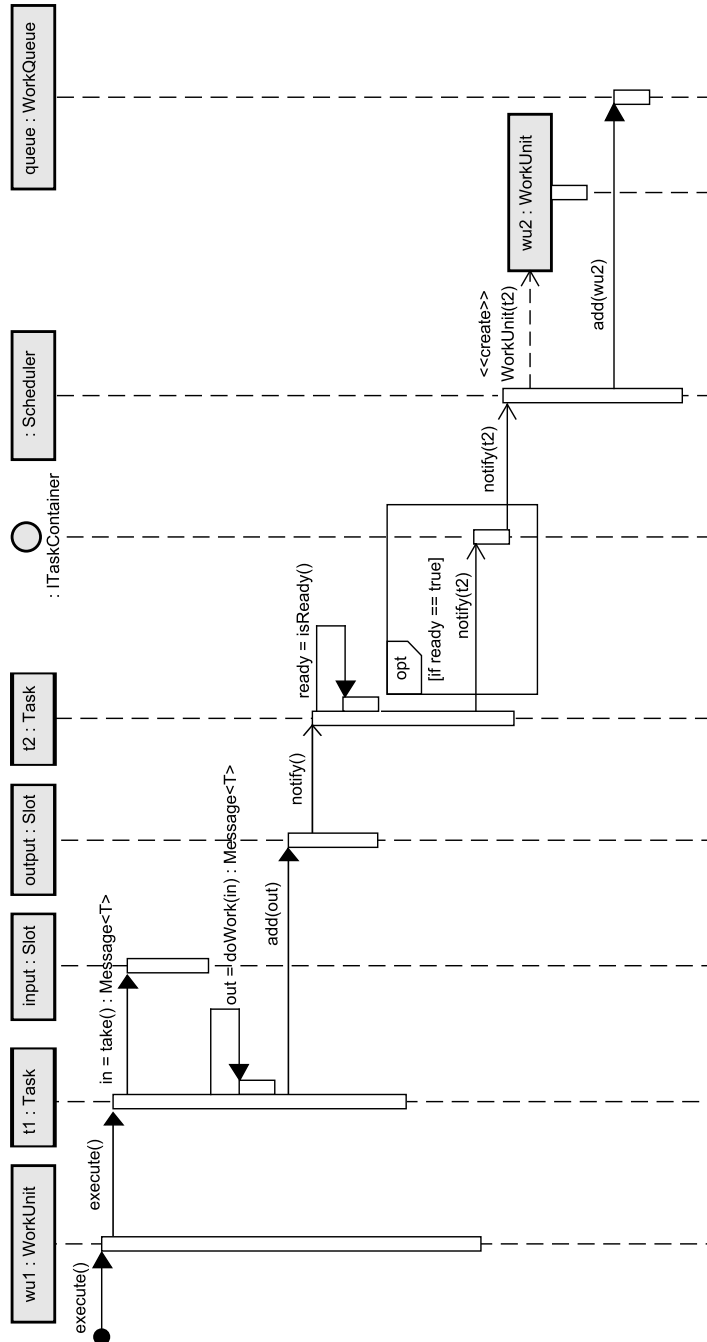 wu1 : WorkUnit
t1 : Task
input : Slot
output : Slot
t2 : Task
: ITaskContainer
: Scheduler
queue : WorkQueue
execute()
execute()
in = take() : Message<T>
out = doWork(in) : Message<T>
add(out)
notify()
ready = isReady()
opt
[if ready == true]
notify(t2)
notify(t2)
<<create>>
WorkUnit(t2)
wu2 : WorkUnit
add(wu2)